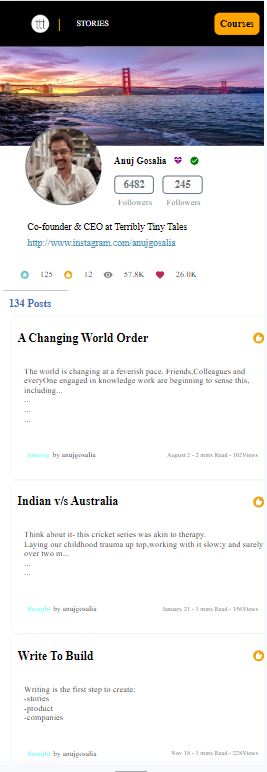 ttt | STORIES Courses
Anuj Gosalia
6482 245
Followers Followers
Co-founder & CEO at Terribly Tiny Tales
http://www.instagram.com/anujgosalia
125 12 57.8K 26.0K
134 Posts
A Changing World Order
The world is changing at a feverish pace. Friends,Colleagues and
everyOne engaged in knowledge work are beginning to sense this,
including...
...
...
...
musing by anujgosalia August 2 - 2 mins Read - 102Views
Indian v/s Australia
Think about it- this cricket series was akin to therapy.
Laying our childhood trauma up top,working with it slow;y and surely
over two m...
...
...
thought by anujgosalia January 21 - 1 mins Read - 156Views
Write To Build
Writing is the first step to create:
-stories
-product
-companies
thought by anujgosalia Nov 18 - 1 mins Read - 228Views